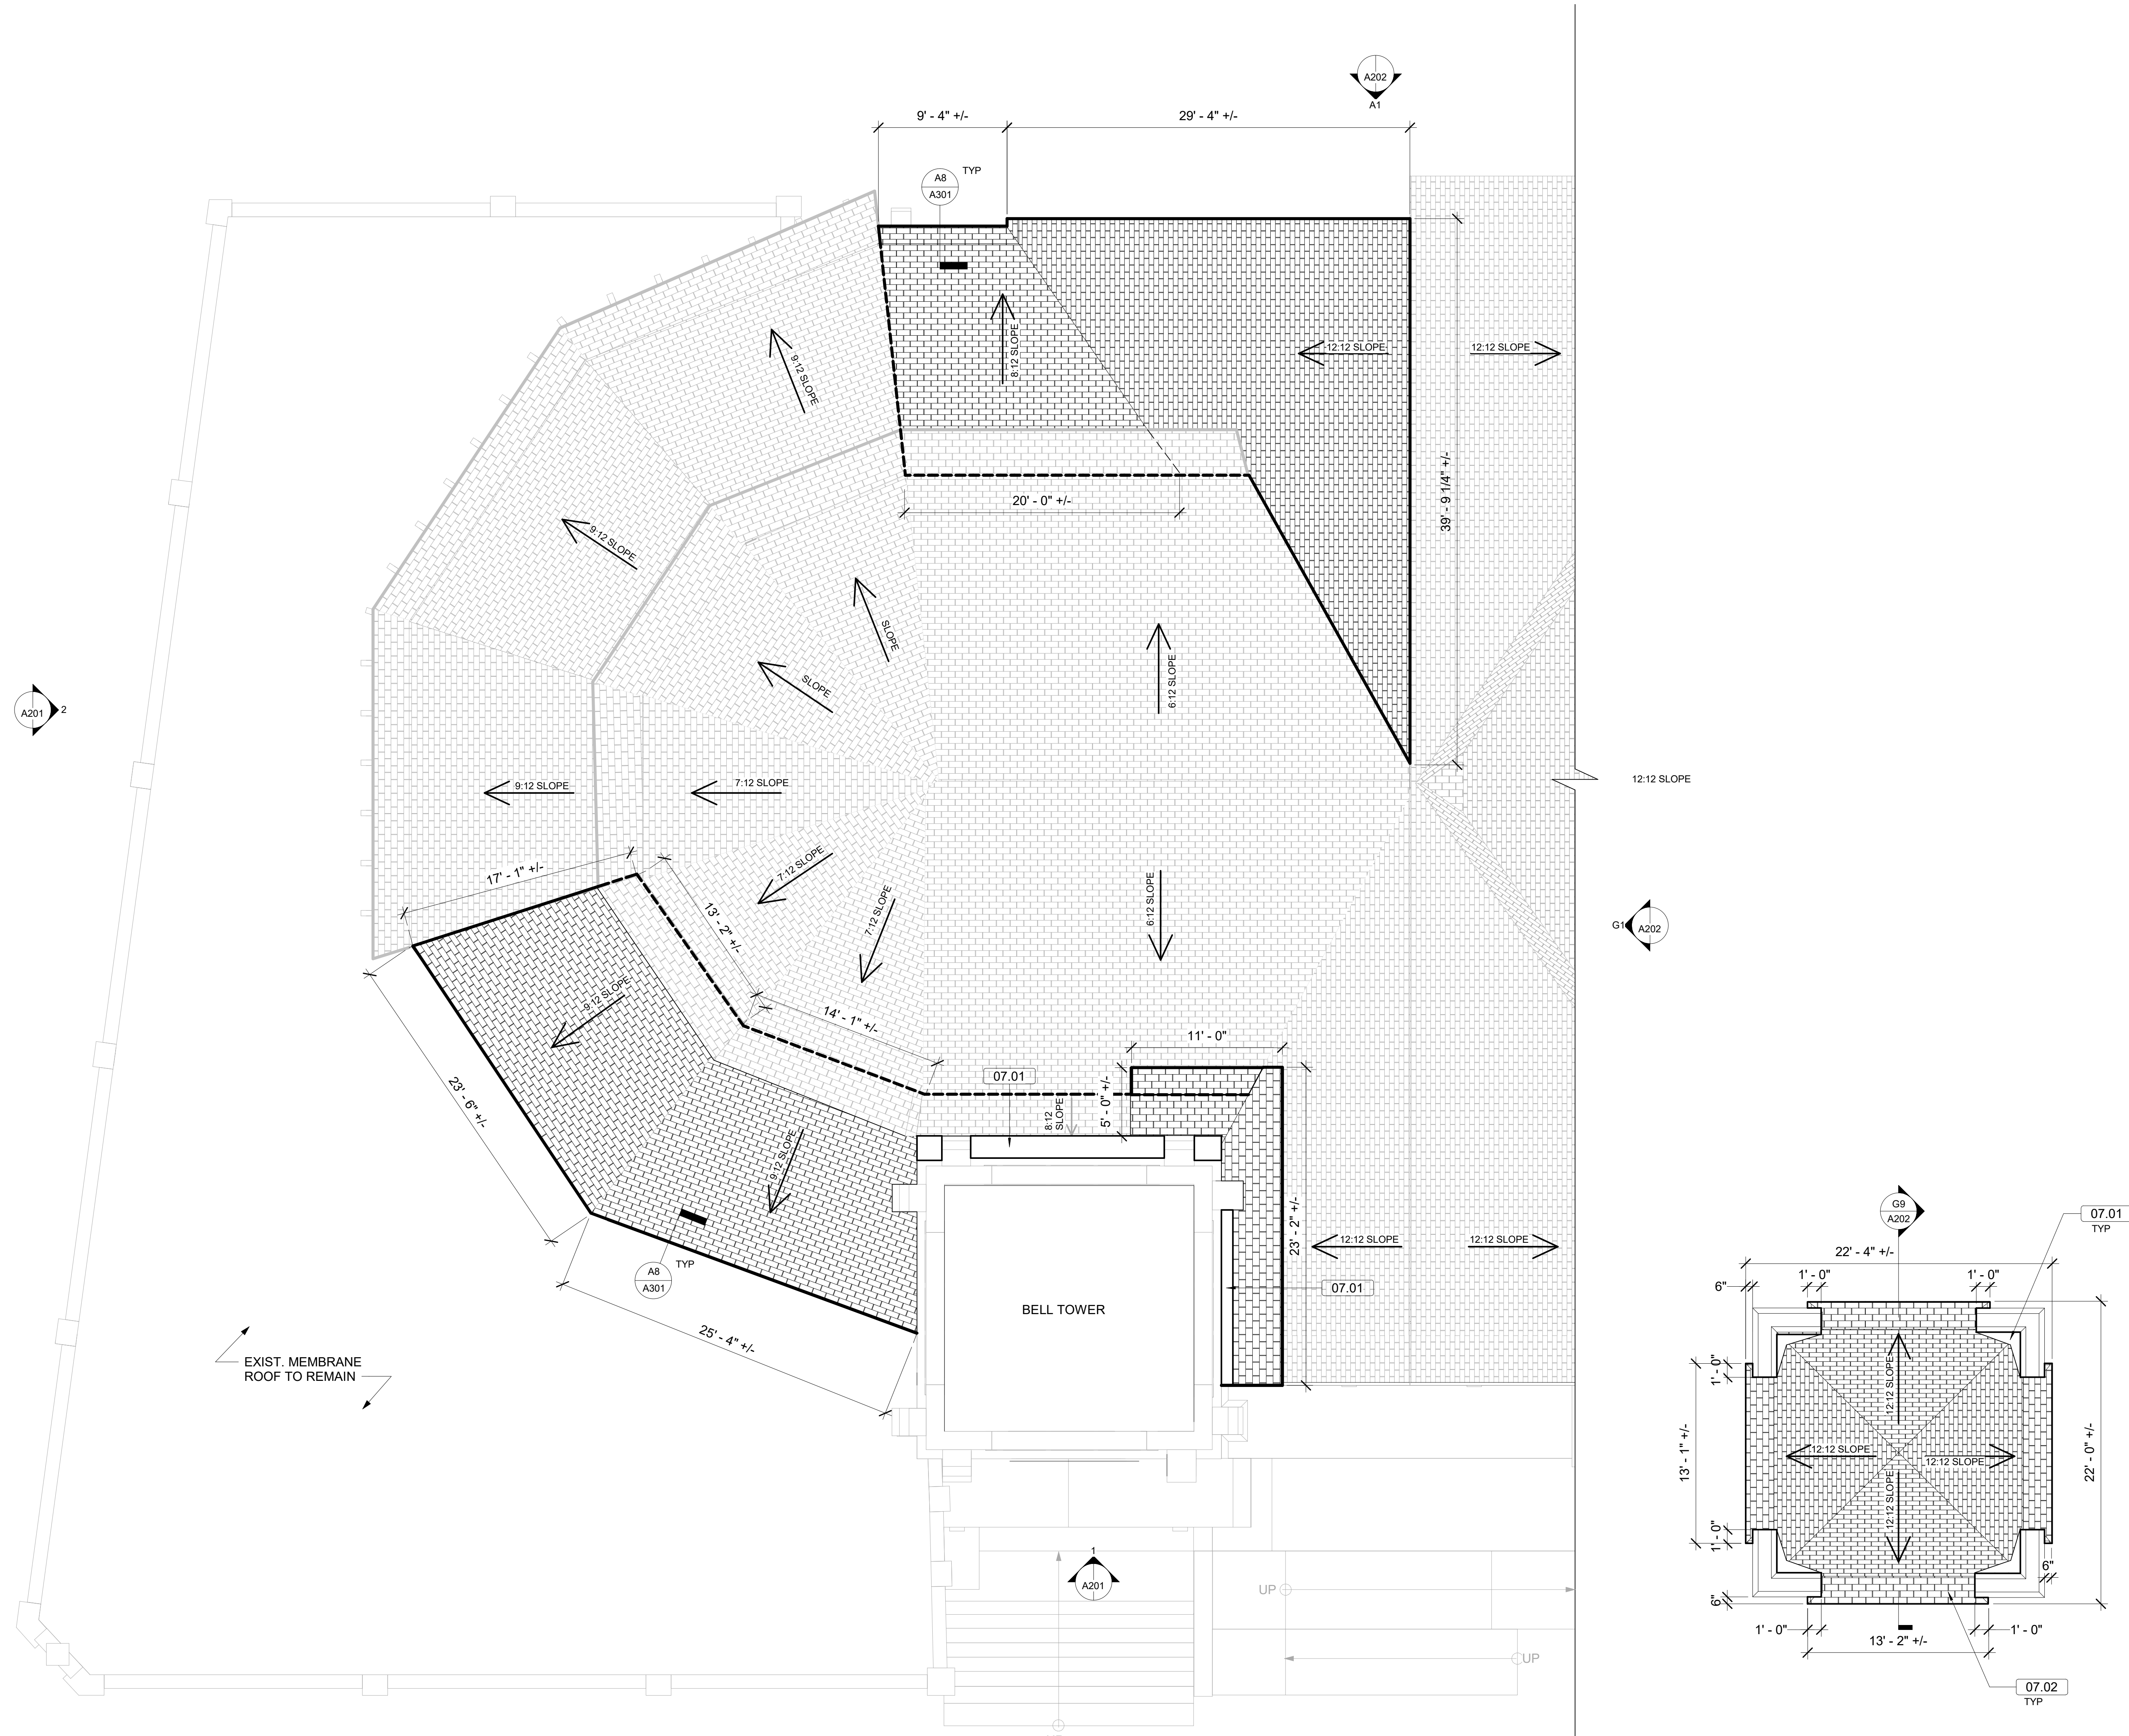 A202
A1
9' - 4" +/-
29' - 4" +/-
A8
A301
TYP
9:12 SLOPE
8:12 SLOPE
12:12 SLOPE
12:12 SLOPE
39' - 9 1/4" +/-
20' - 0" +/-
9:12 SLOPE
SLOPE
SLOPE
6:12 SLOPE
A201
2
9:12 SLOPE
7:12 SLOPE
12:12 SLOPE
17' - 1" +/-
7:12 SLOPE
13' - 2" +/-
7:12 SLOPE
6:12 SLOPE
G1
A202
9:12 SLOPE
14' - 1" +/-
11' - 0"
07.01
8:12
SLOPE
5' - 0" +/-
23' - 6" +/-
9:12 SLOPE
23' - 2" +/-
12:12 SLOPE
12:12 SLOPE
A8
A301
TYP
07.01
BELL TOWER
25' - 4" +/-
EXIST. MEMBRANE
ROOF TO REMAIN
1
A201
UP
UP
G9
A202
07.01
TYP
22' - 4" +/-
6"
1' - 0"
1' - 0"
1' - 0"
12:12 SLOPE
13' - 1" +/-
12:12 SLOPE
12:12 SLOPE
22' - 0" +/-
12:12 SLOPE
1' - 0"
6"
6"
1' - 0"
1' - 0"
13' - 2" +/-
07.02
TYP